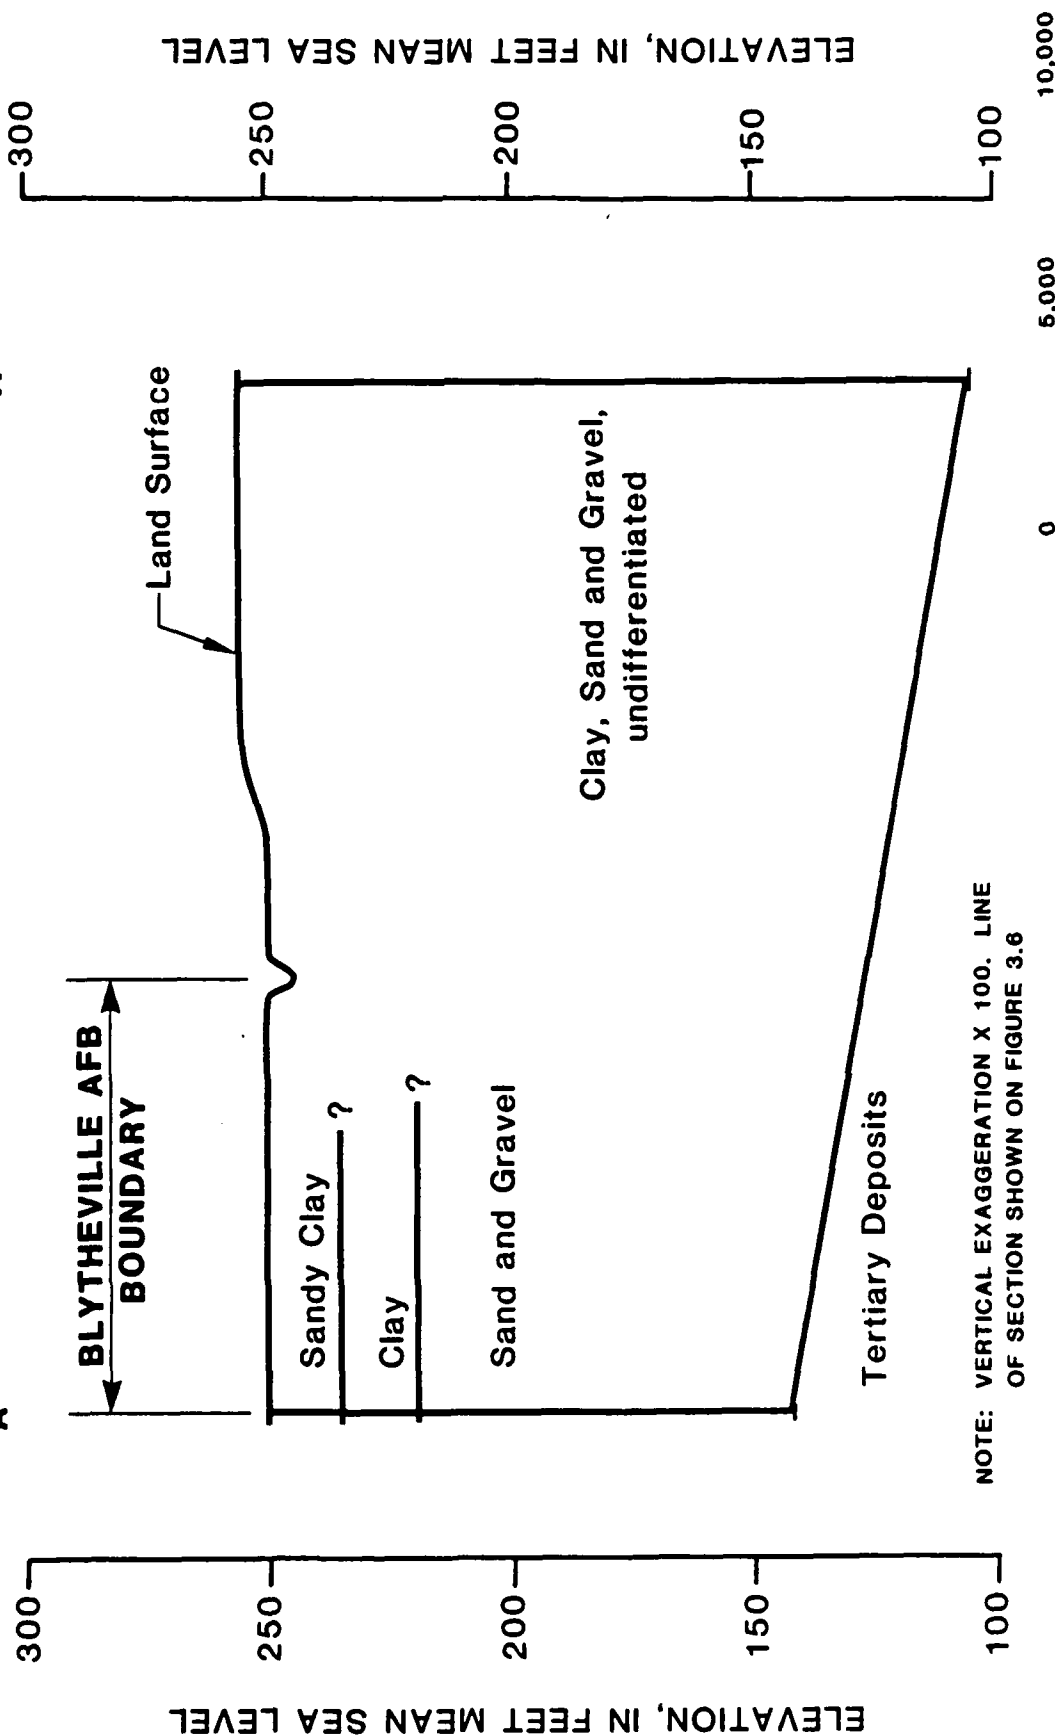 A
BLYTHEVILLE AFB
BOUNDARY
Land Surface
Sandy Clay
?
Clay
?
Sand and Gravel
Clay, Sand and Gravel,
undifferentiated
Tertiary Deposits
NOTE: VERTICAL EXAGGERATION X 100. LINE
OF SECTION SHOWN ON FIGURE 3.6
ELEVATION, IN FEET MEAN SEA LEVEL
300
250
200
150
100
ELEVATION, IN FEET MEAN SEA LEVEL
300
250
200
150
100
0
5,000
10,000